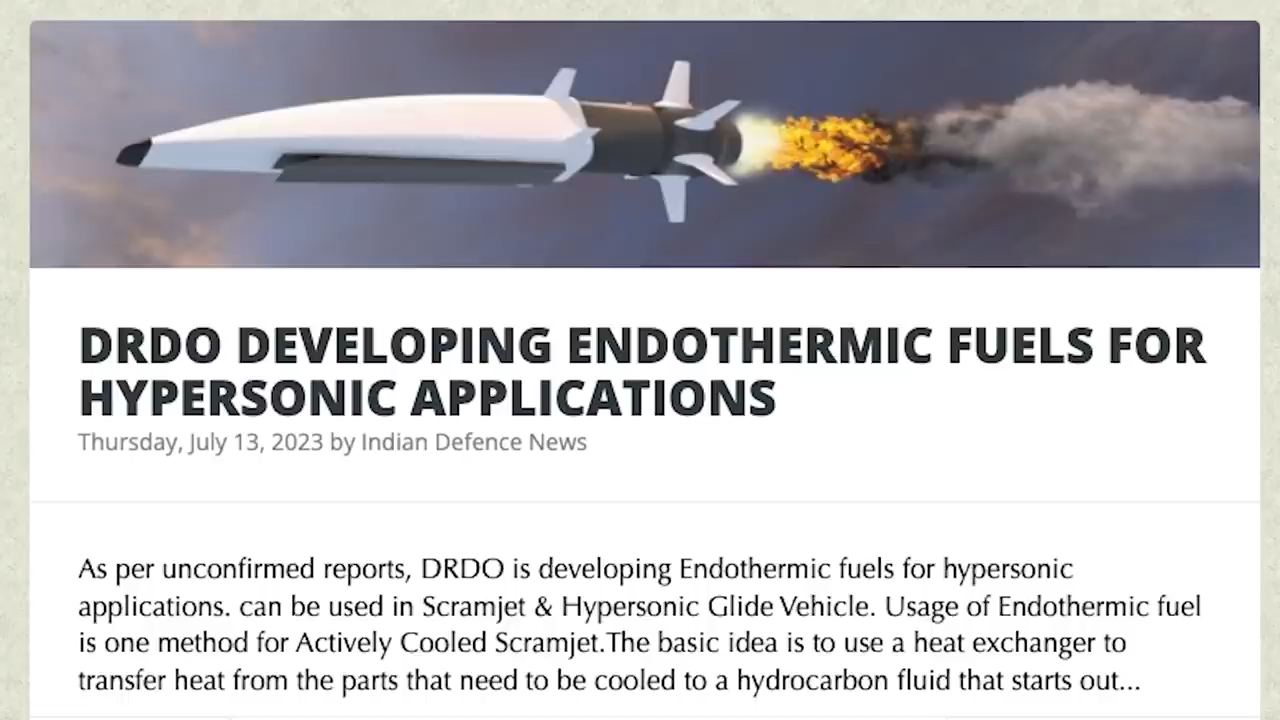 DRDO DEVELOPING ENDOTHERMIC FUELS FOR
HYPERSONIC APPLICATIONS
Thursday, July 13, 2023 by Indian Defence News
As per unconfirmed reports, DRDO is developing Endothermic fuels for hypersonic
applications. can be used in Scramjet & Hypersonic Glide Vehicle. Usage of Endothermic fuel
is one method for Actively Cooled Scramjet.The basic idea is to use a heat exchanger to
transfer heat from the parts that need to be cooled to a hydrocarbon fluid that starts out...